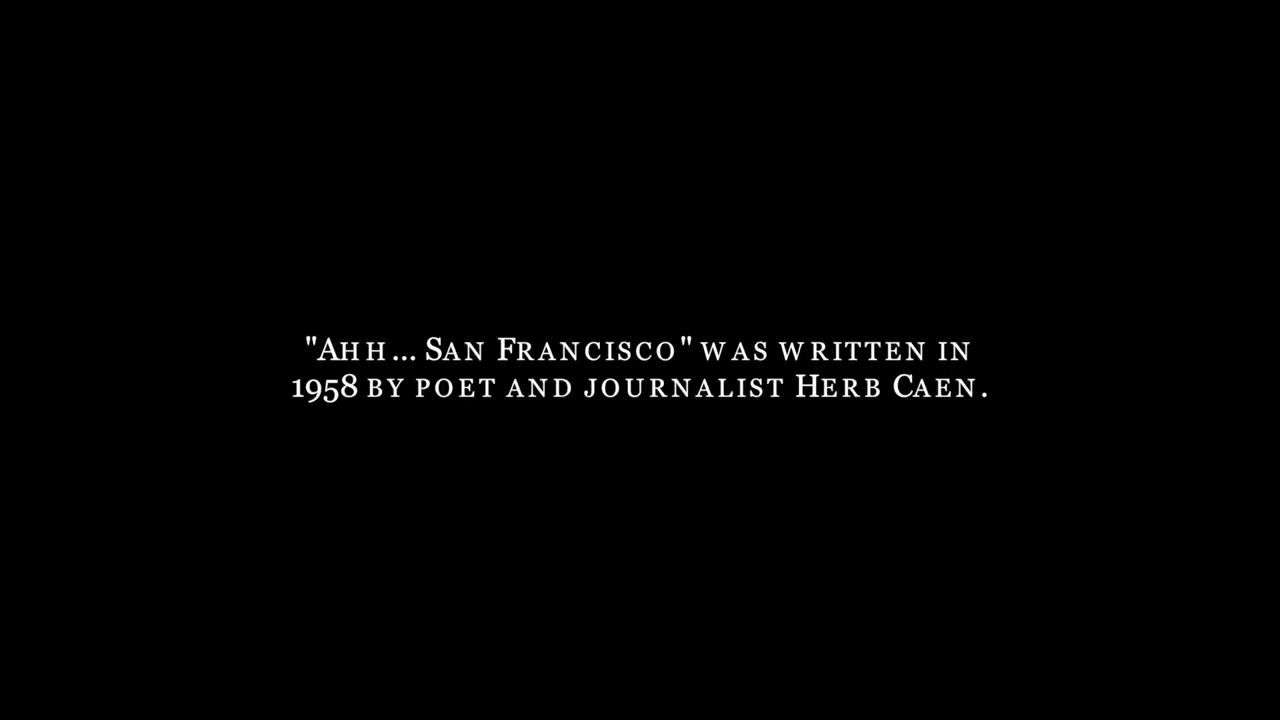 "Ahh... San Francisco" was written in
1958 by poet and journalist Herb Caen.